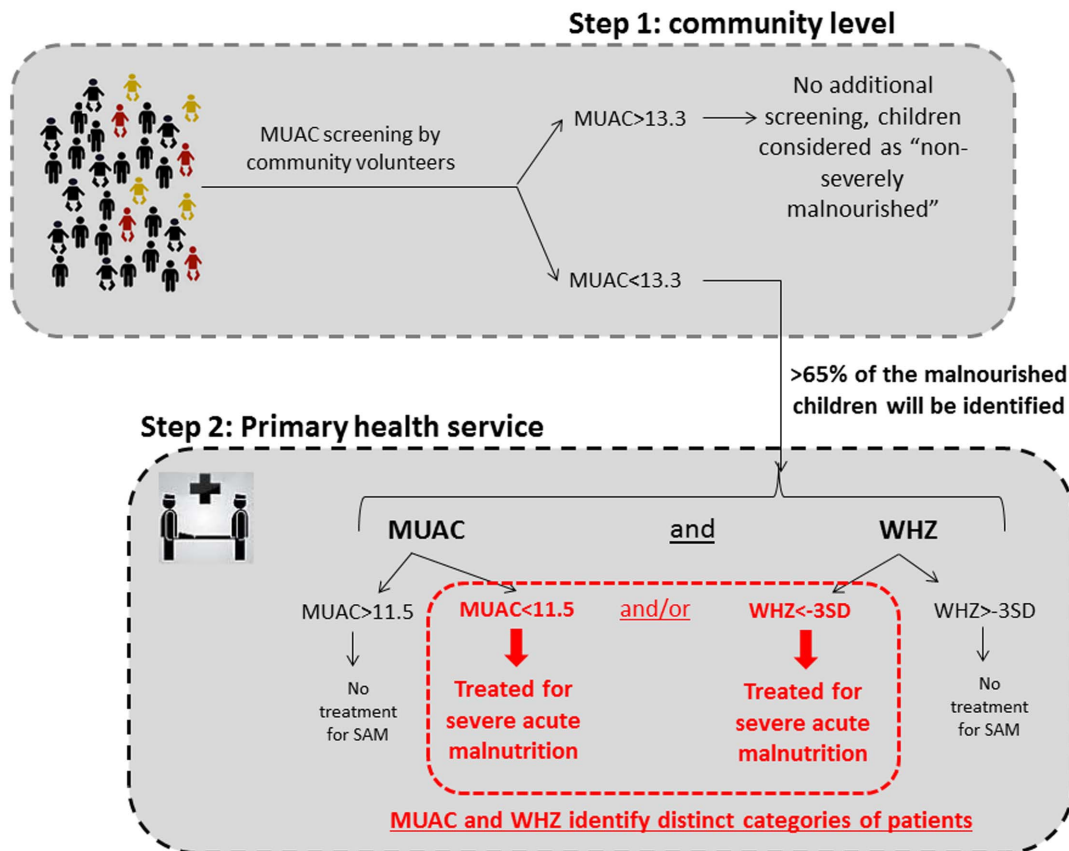 Step 1: community level
MUAC screening by
community volunteers
MUAC>13.3
No additional
screening, children
considered as “non-
severely
malnourished”
MUAC<13.3
>65% of the malnourished
children will be identified
Step 2: Primary health service
MUAC
and
WHZ
MUAC>11.5
MUAC<11.5
and/or
WHZ<-3SD
WHZ>-3SD
No
treatment
for SAM
Treated for
severe acute
malnutrition
Treated for
severe acute
malnutrition
No
treatment
for SAM
MUAC and WHZ identify distinct categories of patients